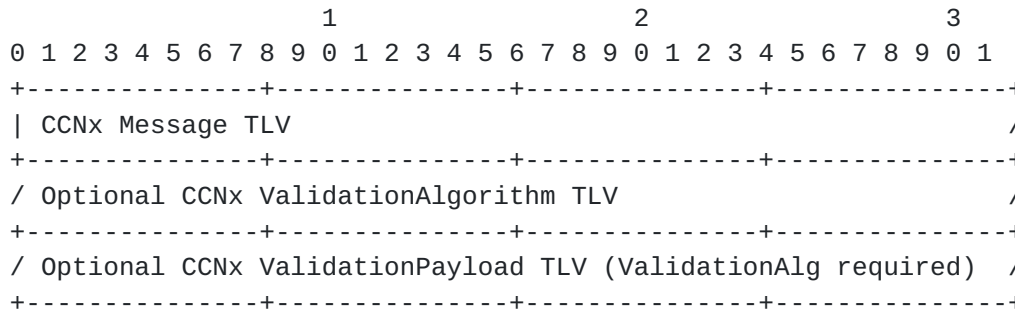 1                   2                   3
0 1 2 3 4 5 6 7 8 9 0 1 2 3 4 5 6 7 8 9 0 1 2 3 4 5 6 7 8 9 0 1
+---------------+---------------+---------------+---------------+
| CCNx Message TLV                                              /
+---------------+---------------+---------------+---------------+
/ Optional CCNx ValidationAlgorithm TLV                         /
+---------------+---------------+---------------+---------------+
/ Optional CCNx ValidationPayload TLV (ValidationAlg required)  /
+---------------+---------------+---------------+---------------+